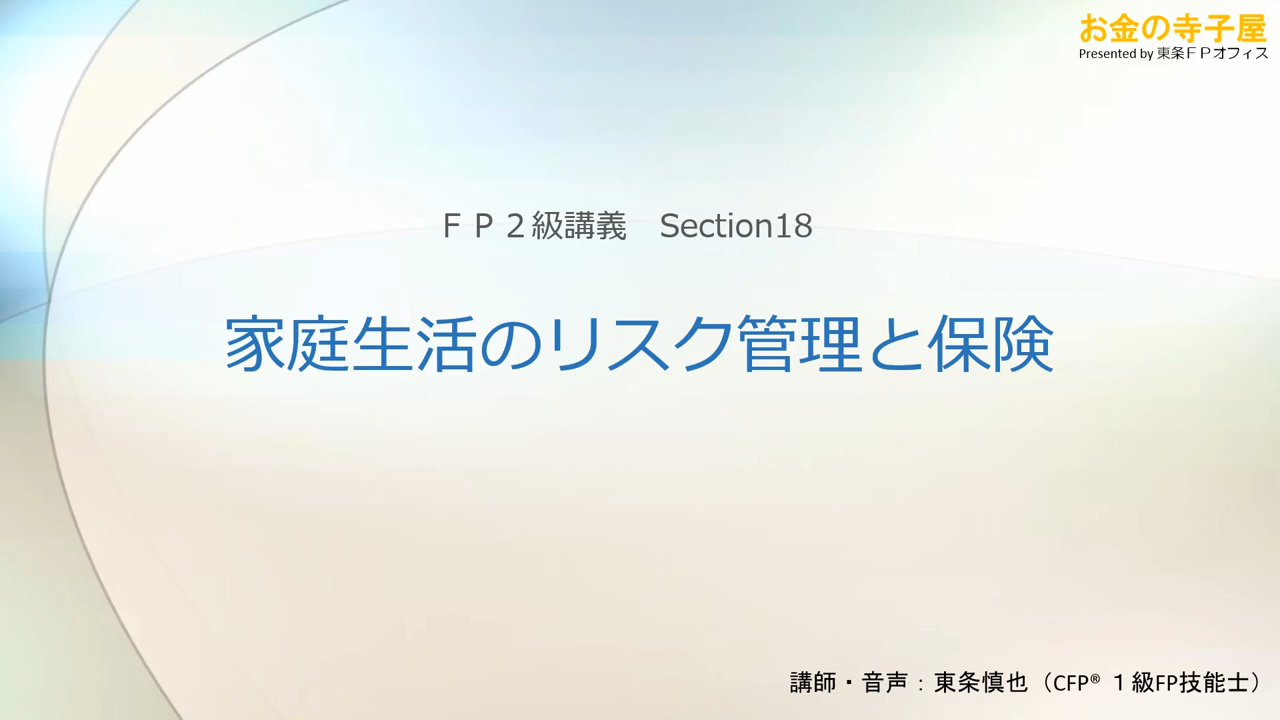 お金の寺子屋
Presented by 東条ＦＰオフィス
ＦＰ２級講義　Section18
家庭生活のリスク管理と保険
講師・音声：東条慎也（CFP® １級FP技能士）